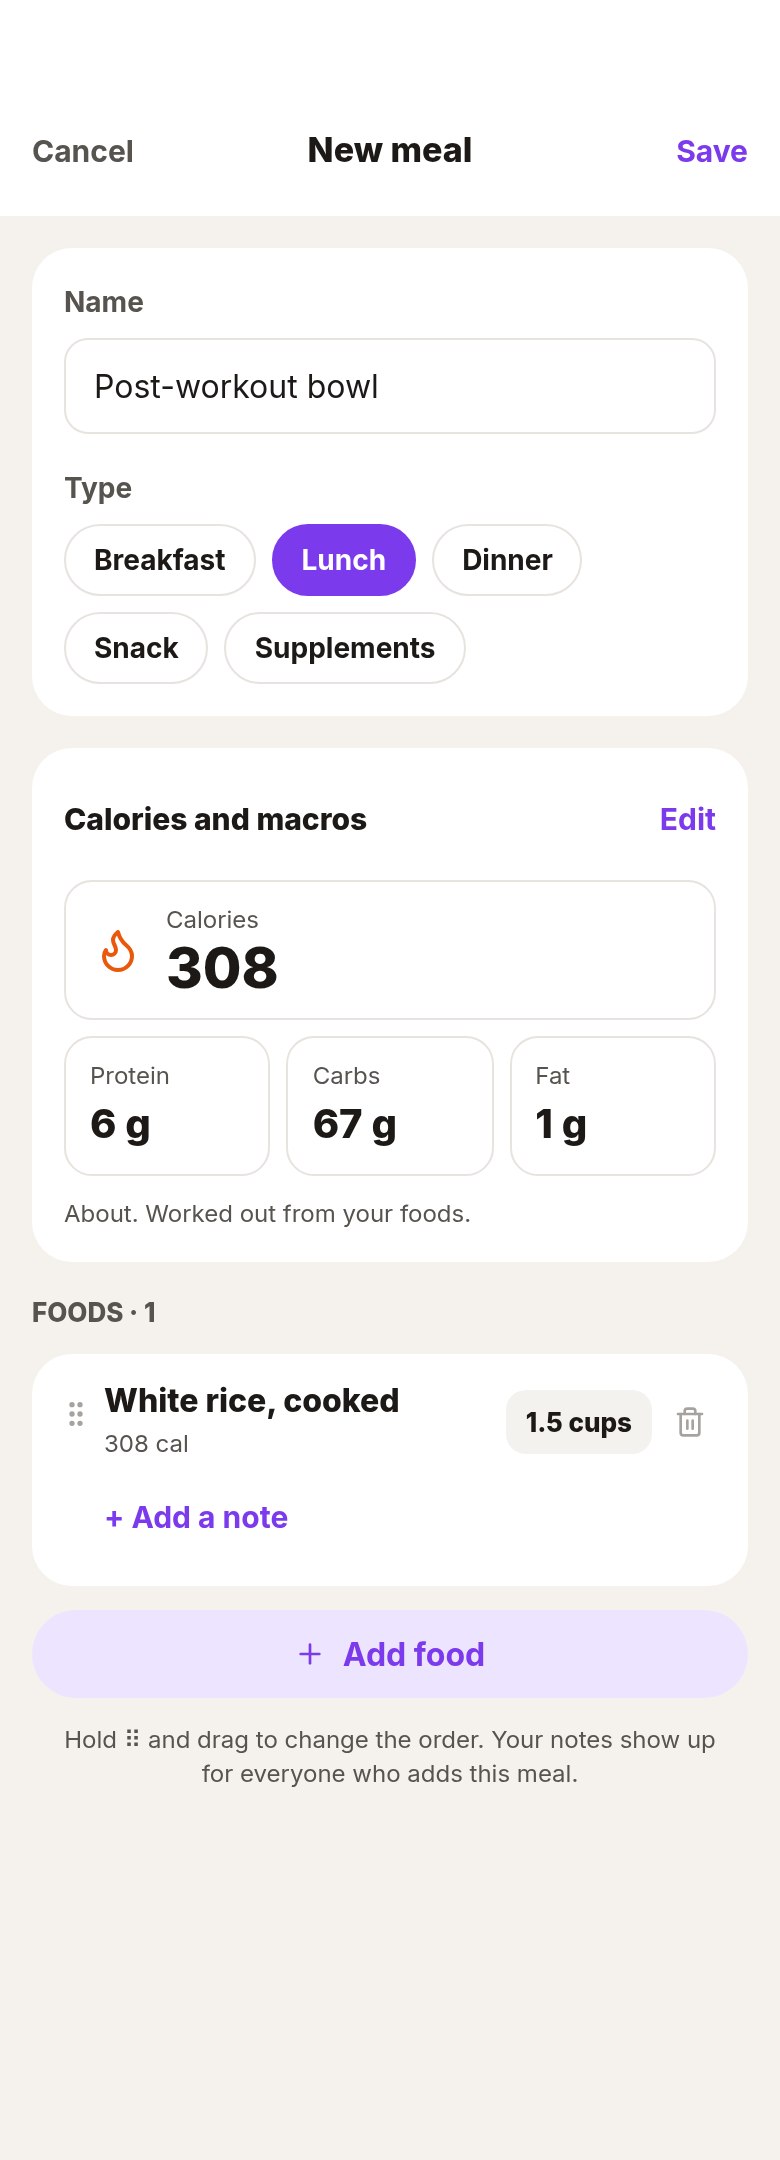 Cancel
New meal
Save
Name
Post-workout bowl
Type
Breakfast
Lunch
Dinner
Snack
Supplements
Calories and macros
Edit
Calories
308
Protein
6 g
Carbs
67 g
Fat
1 g
About. Worked out from your foods.
FOODS · 1
White rice, cooked
308 cal
1.5 cups
+ Add a note
+ Add food
Hold ⠿ and drag to change the order. Your notes show up
for everyone who adds this meal.